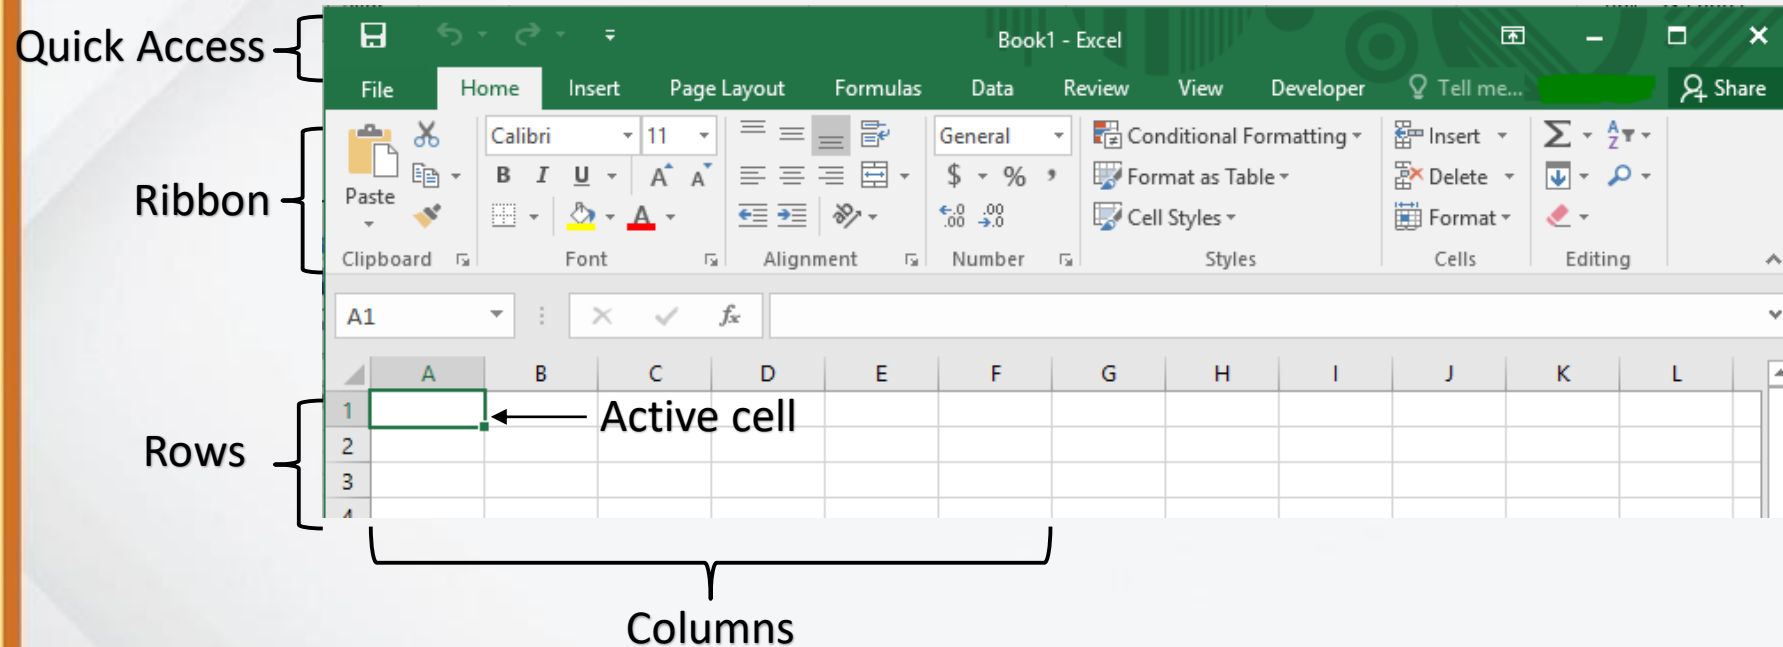 Quick Access
Book1 - Excel
File Home Insert Page Layout Formulas Data Review View Developer Tell me... Share
Ribbon
Paste
Calibri 11
B I U A A
General
$ % ,
Conditional Formatting
Format as Table
Cell Styles
Insert
Delete
Format
Clipboard Font Alignment Number Styles Cells Editing
A1 fx
A B C D E F G H I J K L
Rows
1
2
3
4
Active cell
Columns